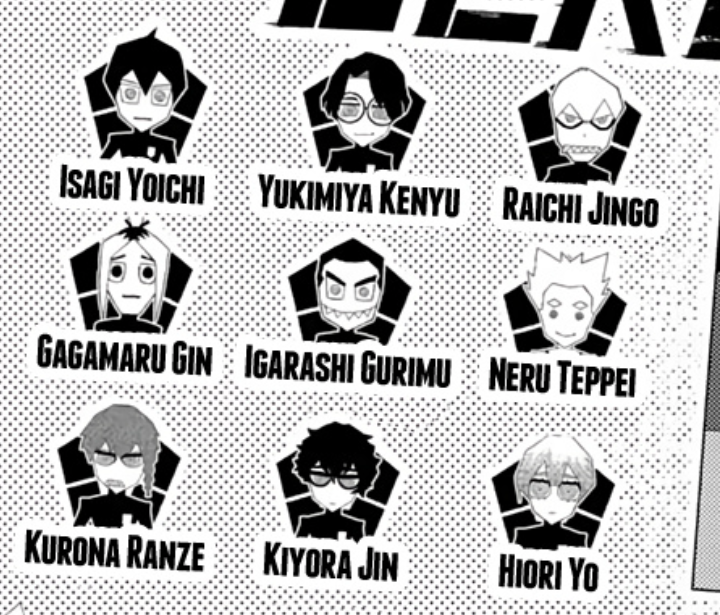 Isagi Yoichi
Yukimiya Kenyu
Raichi Jingo
Gagamaru Gin
Igarashi Gurimu
Neru Teppei
Kurona Ranze
Kiyora Jin
Hiori Yo